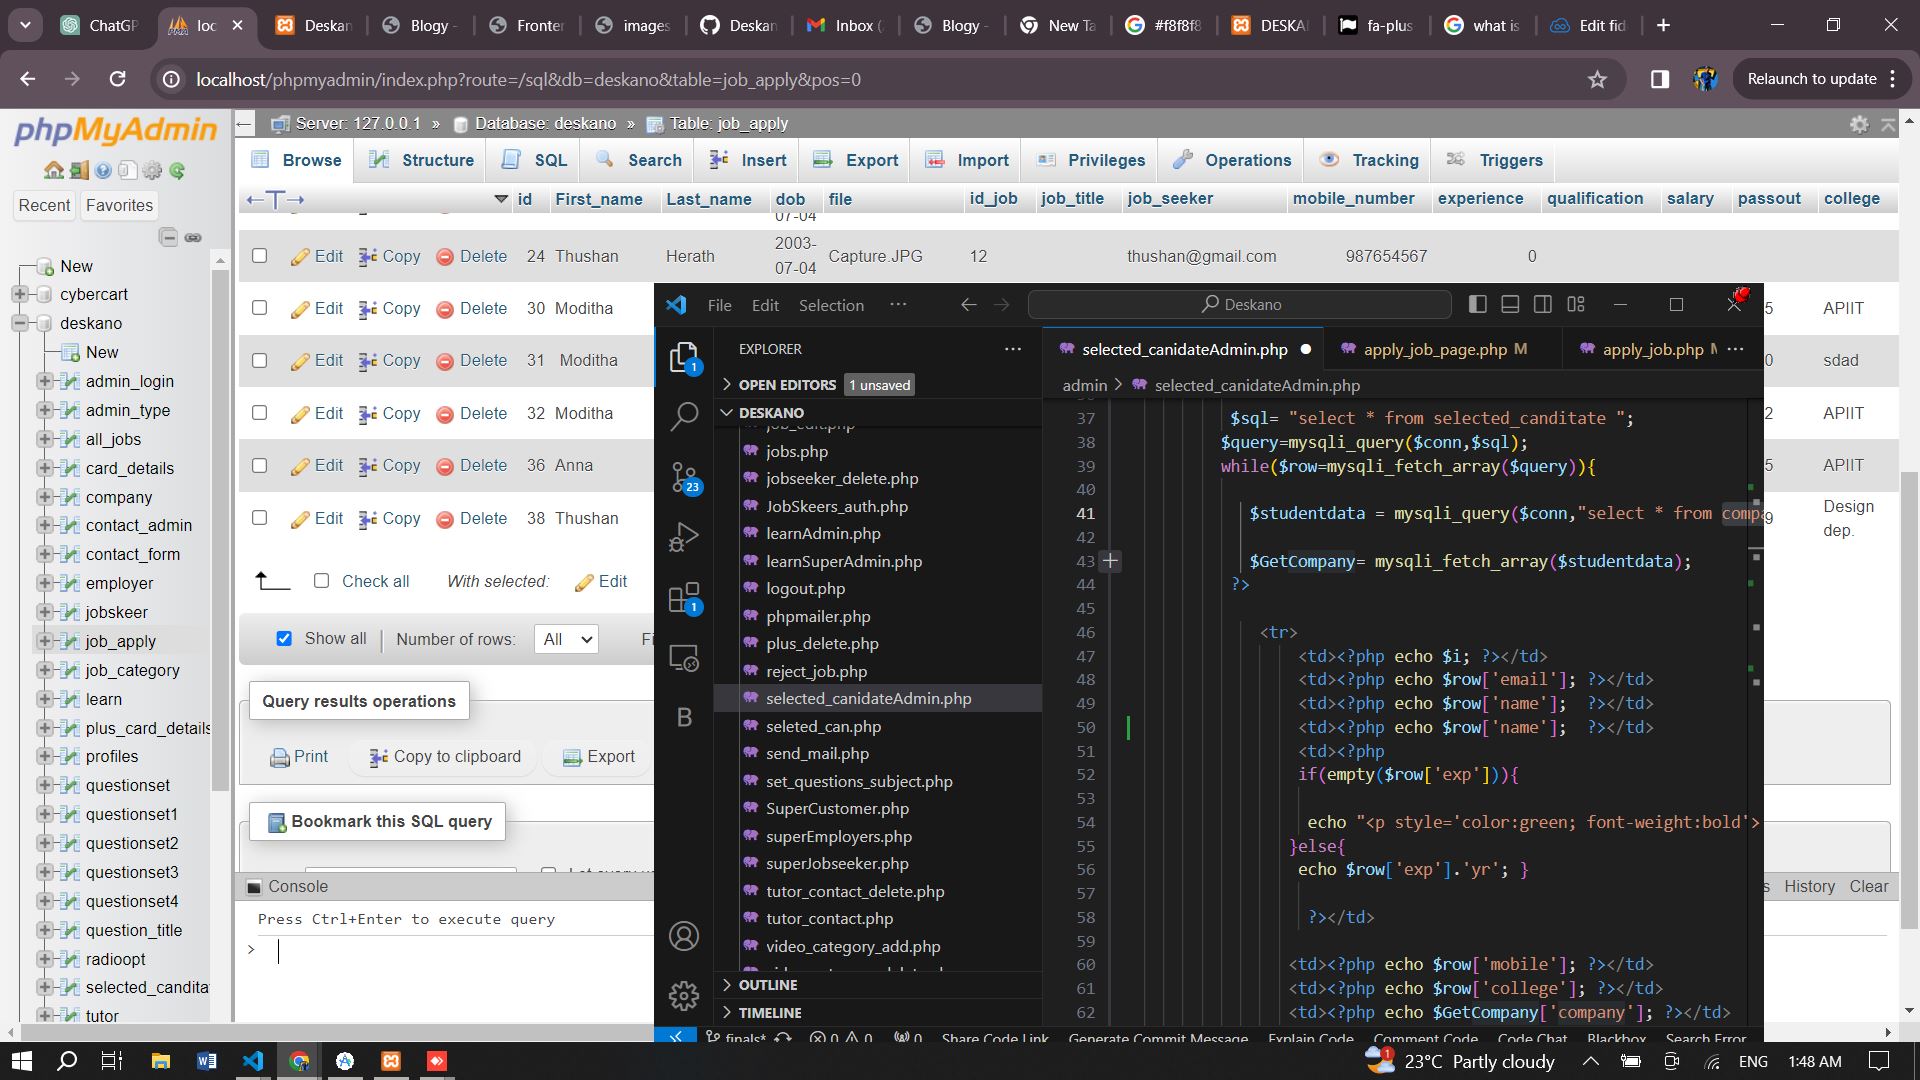 ChatGP
loc
Deskan
Blogy -
Fronter
images
Deskan
Inbox (
Blogy -
New Ta
#f8f8f8
DESKA
fa-plus
what is
Edit fid
localhost/phpmyadmin/index.php?route=/sql&db=deskano&table=job_apply&pos=0
Relaunch to update
phpMyAdmin
Recent
Favorites
New
cybercart
deskano
New
admin_login
admin_type
all_jobs
card_details
company
contact_admin
contact_form
employer
jobskeer
job_apply
job_category
learn
plus_card_details
profiles
questionset
questionset1
questionset2
questionset3
questionset4
question_title
radioopt
selected_candita
tutor
Server: 127.0.0.1 » Database: deskano » Table: job_apply
Browse Structure SQL Search Insert Export Import Privileges Operations Tracking Triggers
id First_name Last_name dob file id_job job_title job_seeker mobile_number experience qualification salary passout college
07-04
Edit Copy Delete 24 Thushan Herath 2003-07-04 Capture.JPG 12 thushan@gmail.com 987654567 0
Edit Copy Delete 30 Moditha 5 APIIT
Edit Copy Delete 31 Moditha 0 sdad
Edit Copy Delete 32 Moditha 2 APIIT
Edit Copy Delete 36 Anna 5 APIIT
Edit Copy Delete 38 Thushan 9 Design dep.
Check all With selected: Edit
Show all Number of rows: All Fi
Query results operations
Print Copy to clipboard Export
Bookmark this SQL query
Console
Press Ctrl+Enter to execute query
>
s History Clear
File Edit Selection ···
Deskano
EXPLORER
OPEN EDITORS 1 unsaved
DESKANO
job_edit.php
jobs.php
jobseeker_delete.php
JobSkeers_auth.php
learnAdmin.php
learnSuperAdmin.php
logout.php
phpmailer.php
plus_delete.php
reject_job.php
selected_canidateAdmin.php
seleted_can.php
send_mail.php
set_questions_subject.php
SuperCustomer.php
superEmployers.php
superJobseeker.php
tutor_contact_delete.php
tutor_contact.php
video_category_add.php
OUTLINE
TIMELINE
1
23
1
B
selected_canidateAdmin.php
apply_job_page.php M
apply_job.php
admin > selected_canidateAdmin.php
37 $sql= "select * from selected_canditate ";
38 $query=mysqli_query($conn,$sql);
39 while($row=mysqli_fetch_array($query)){
40
41 $studentdata = mysqli_query($conn,"select * from compa
42
43 $GetCompany= mysqli_fetch_array($studentdata);
44 ?>
45
46 <tr>
47 <td><?php echo $i; ?></td>
48 <td><?php echo $row['email']; ?></td>
49 <td><?php echo $row['name']; ?></td>
50 <td><?php echo $row['name']; ?></td>
51 <td><?php
52 if(empty($row['exp'])){
53
54 echo "<p style='color:green; font-weight:bold'>
55 }else{
56 echo $row['exp'].'yr'; }
57
58 ?></td>
59
60 <td><?php echo $row['mobile']; ?></td>
61 <td><?php echo $row['college']; ?></td>
62 <td><?php echo $GetCompany['company']; ?></td>
finals* 0 0 0 Share Code Link Generate Commit Message Explain Code Comment Code Code Chat Blackbox Search Error
1
23°C Partly cloudy
ENG
1:48 AM